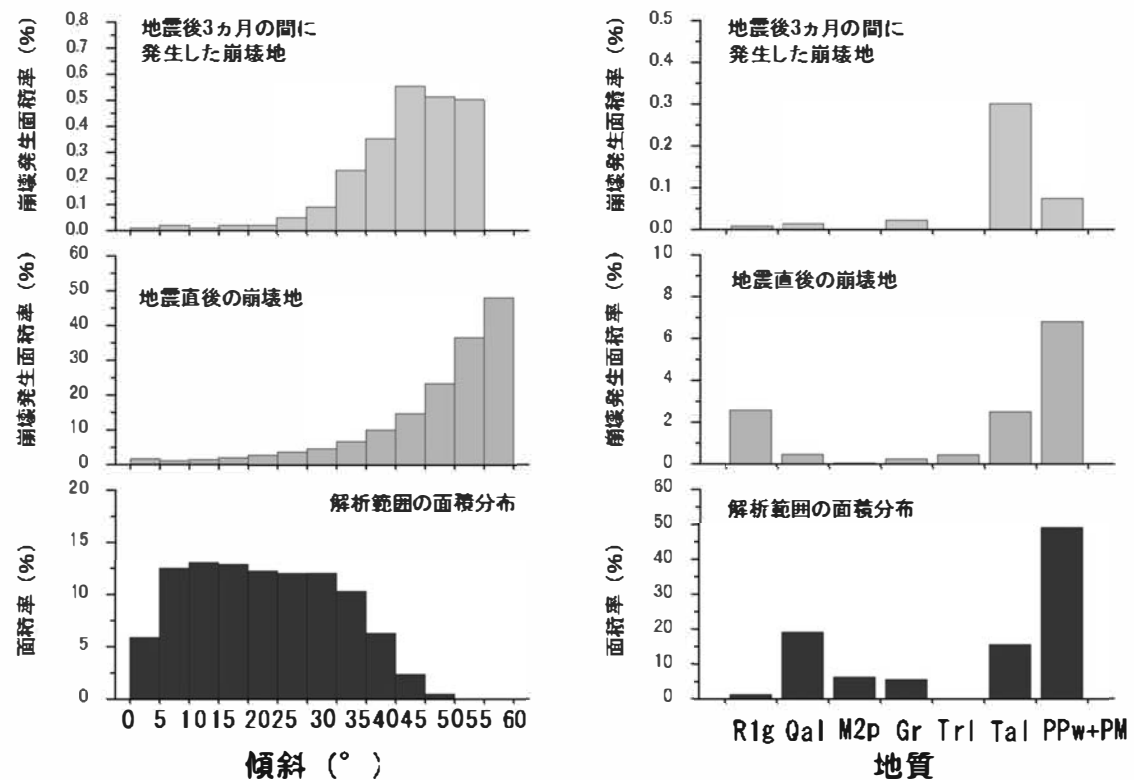 地震後3ヵ月の間に
発生した崩壊地
崩壊発生面積率 (%)
0.8
0.7
0.6
0.5
0.4
0.3
0.2
0.1
0.0
地震直後の崩壊地
崩壊発生面積率 (%)
60
50
40
30
20
10
0
解析範囲の面積分布
面積率 (%)
20
15
10
5
0
0 5 10 15 20 25 30 35 40 45 50 55 60
傾斜 (°)
地震後3ヵ月の間に
発生した崩壊地
崩壊発生面積率 (%)
0.5
0.4
0.3
0.2
0.1
0.0
地震直後の崩壊地
崩壊発生面積率 (%)
10
8
6
4
2
0
解析範囲の面積分布
面積率 (%)
60
50
40
30
20
10
0
R1g Qal M2p Gr Trl Tal PPw+PM
地質